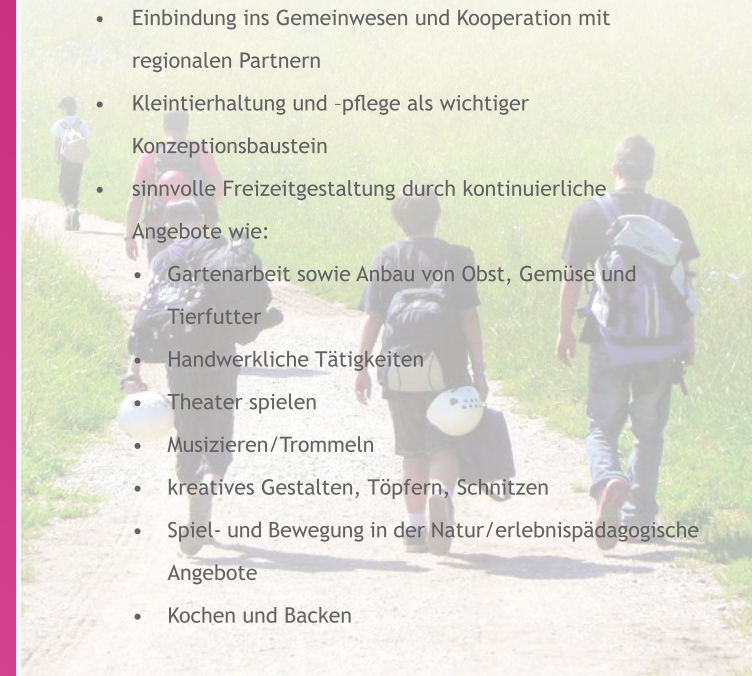 • Einbindung ins Gemeinwesen und Kooperation mit
regionalen Partnern
• Kleintierhaltung und –pflege als wichtiger
Konzeptionsbaustein
• sinnvolle Freizeitgestaltung durch kontinuierliche
Angebote wie:
• Gartenarbeit sowie Anbau von Obst, Gemüse und
Tierfutter
• Handwerkliche Tätigkeiten
• Theater spielen
• Musizieren/Trommeln
• kreatives Gestalten, Töpfern, Schnitzen
• Spiel- und Bewegung in der Natur/erlebnispädagogische
Angebote
• Kochen und Backen